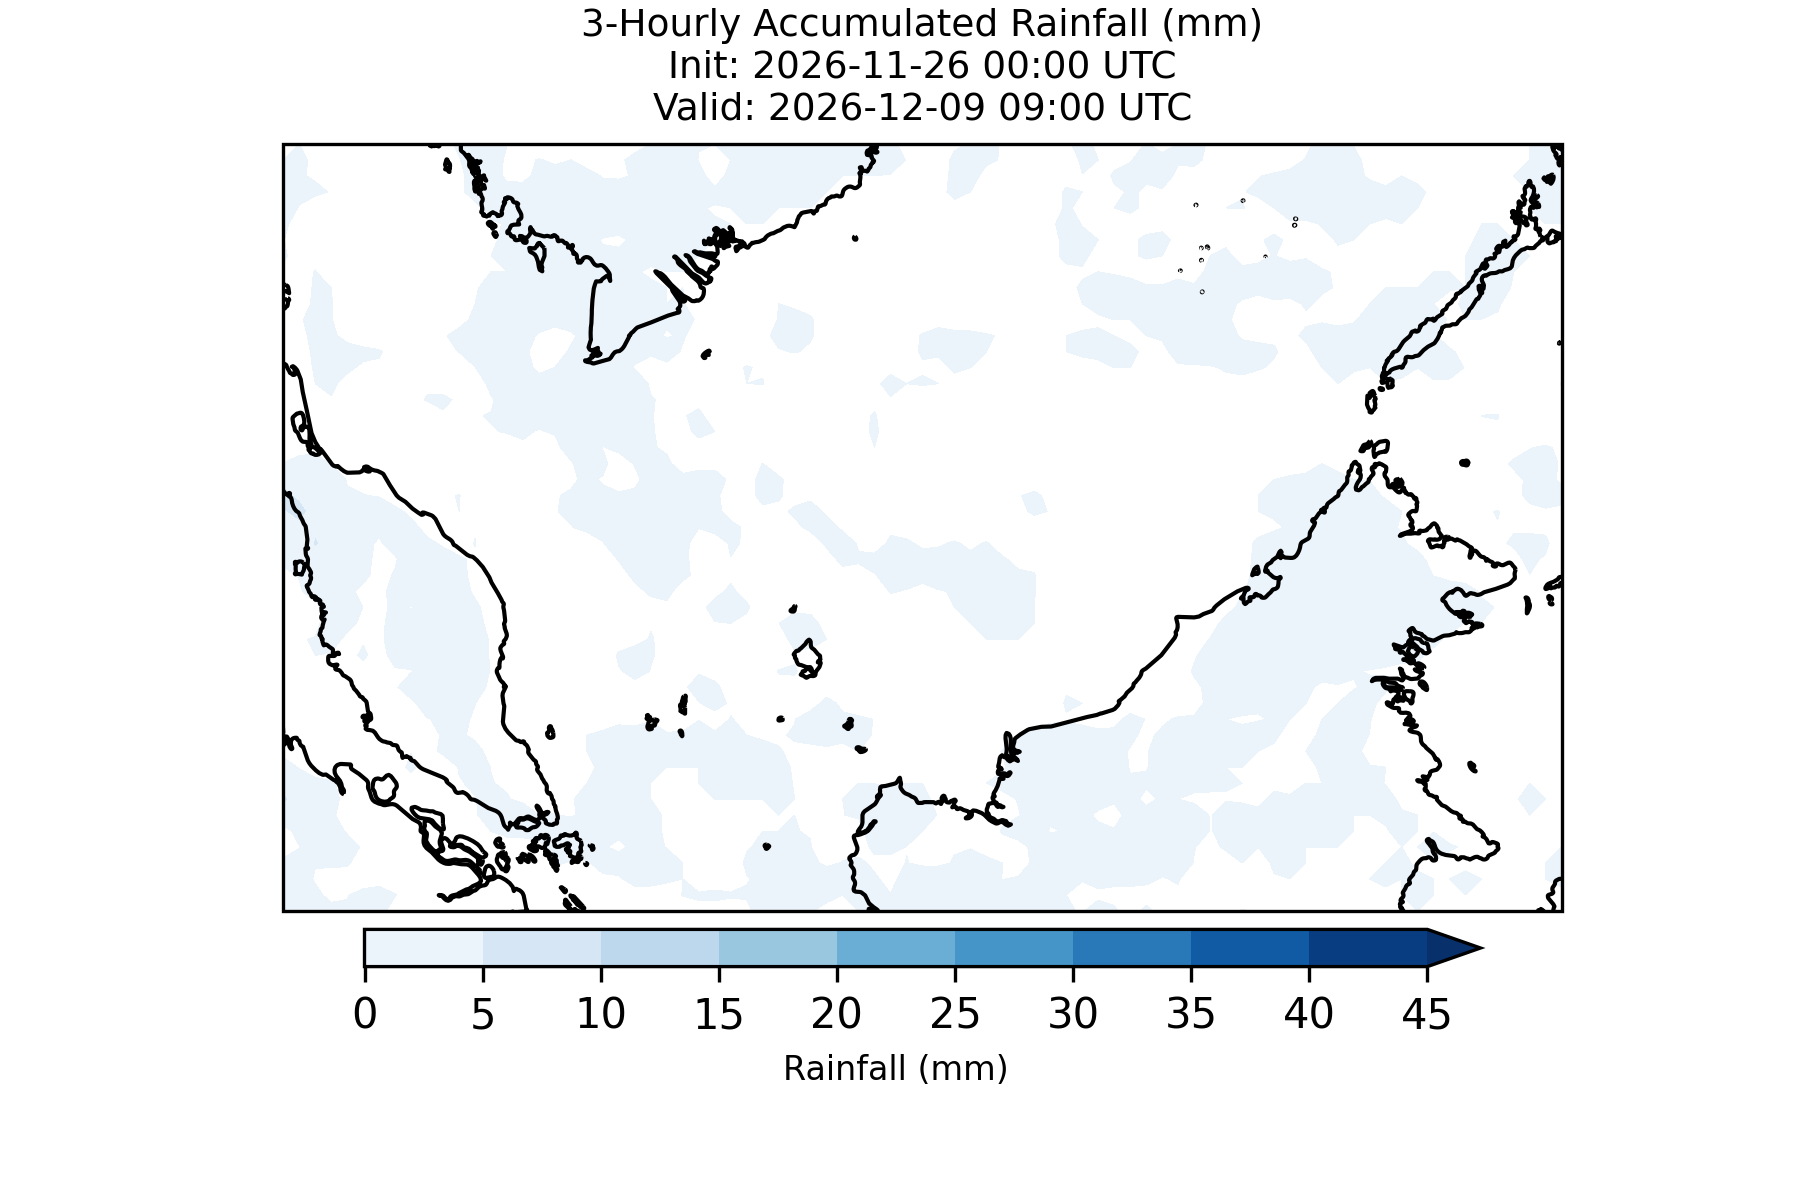 3-Hourly Accumulated Rainfall (mm)
Init: 2026-11-26 00:00 UTC
Valid: 2026-12-09 09:00 UTC
0 5 10 15 20 25 30 35 40 45
Rainfall (mm)